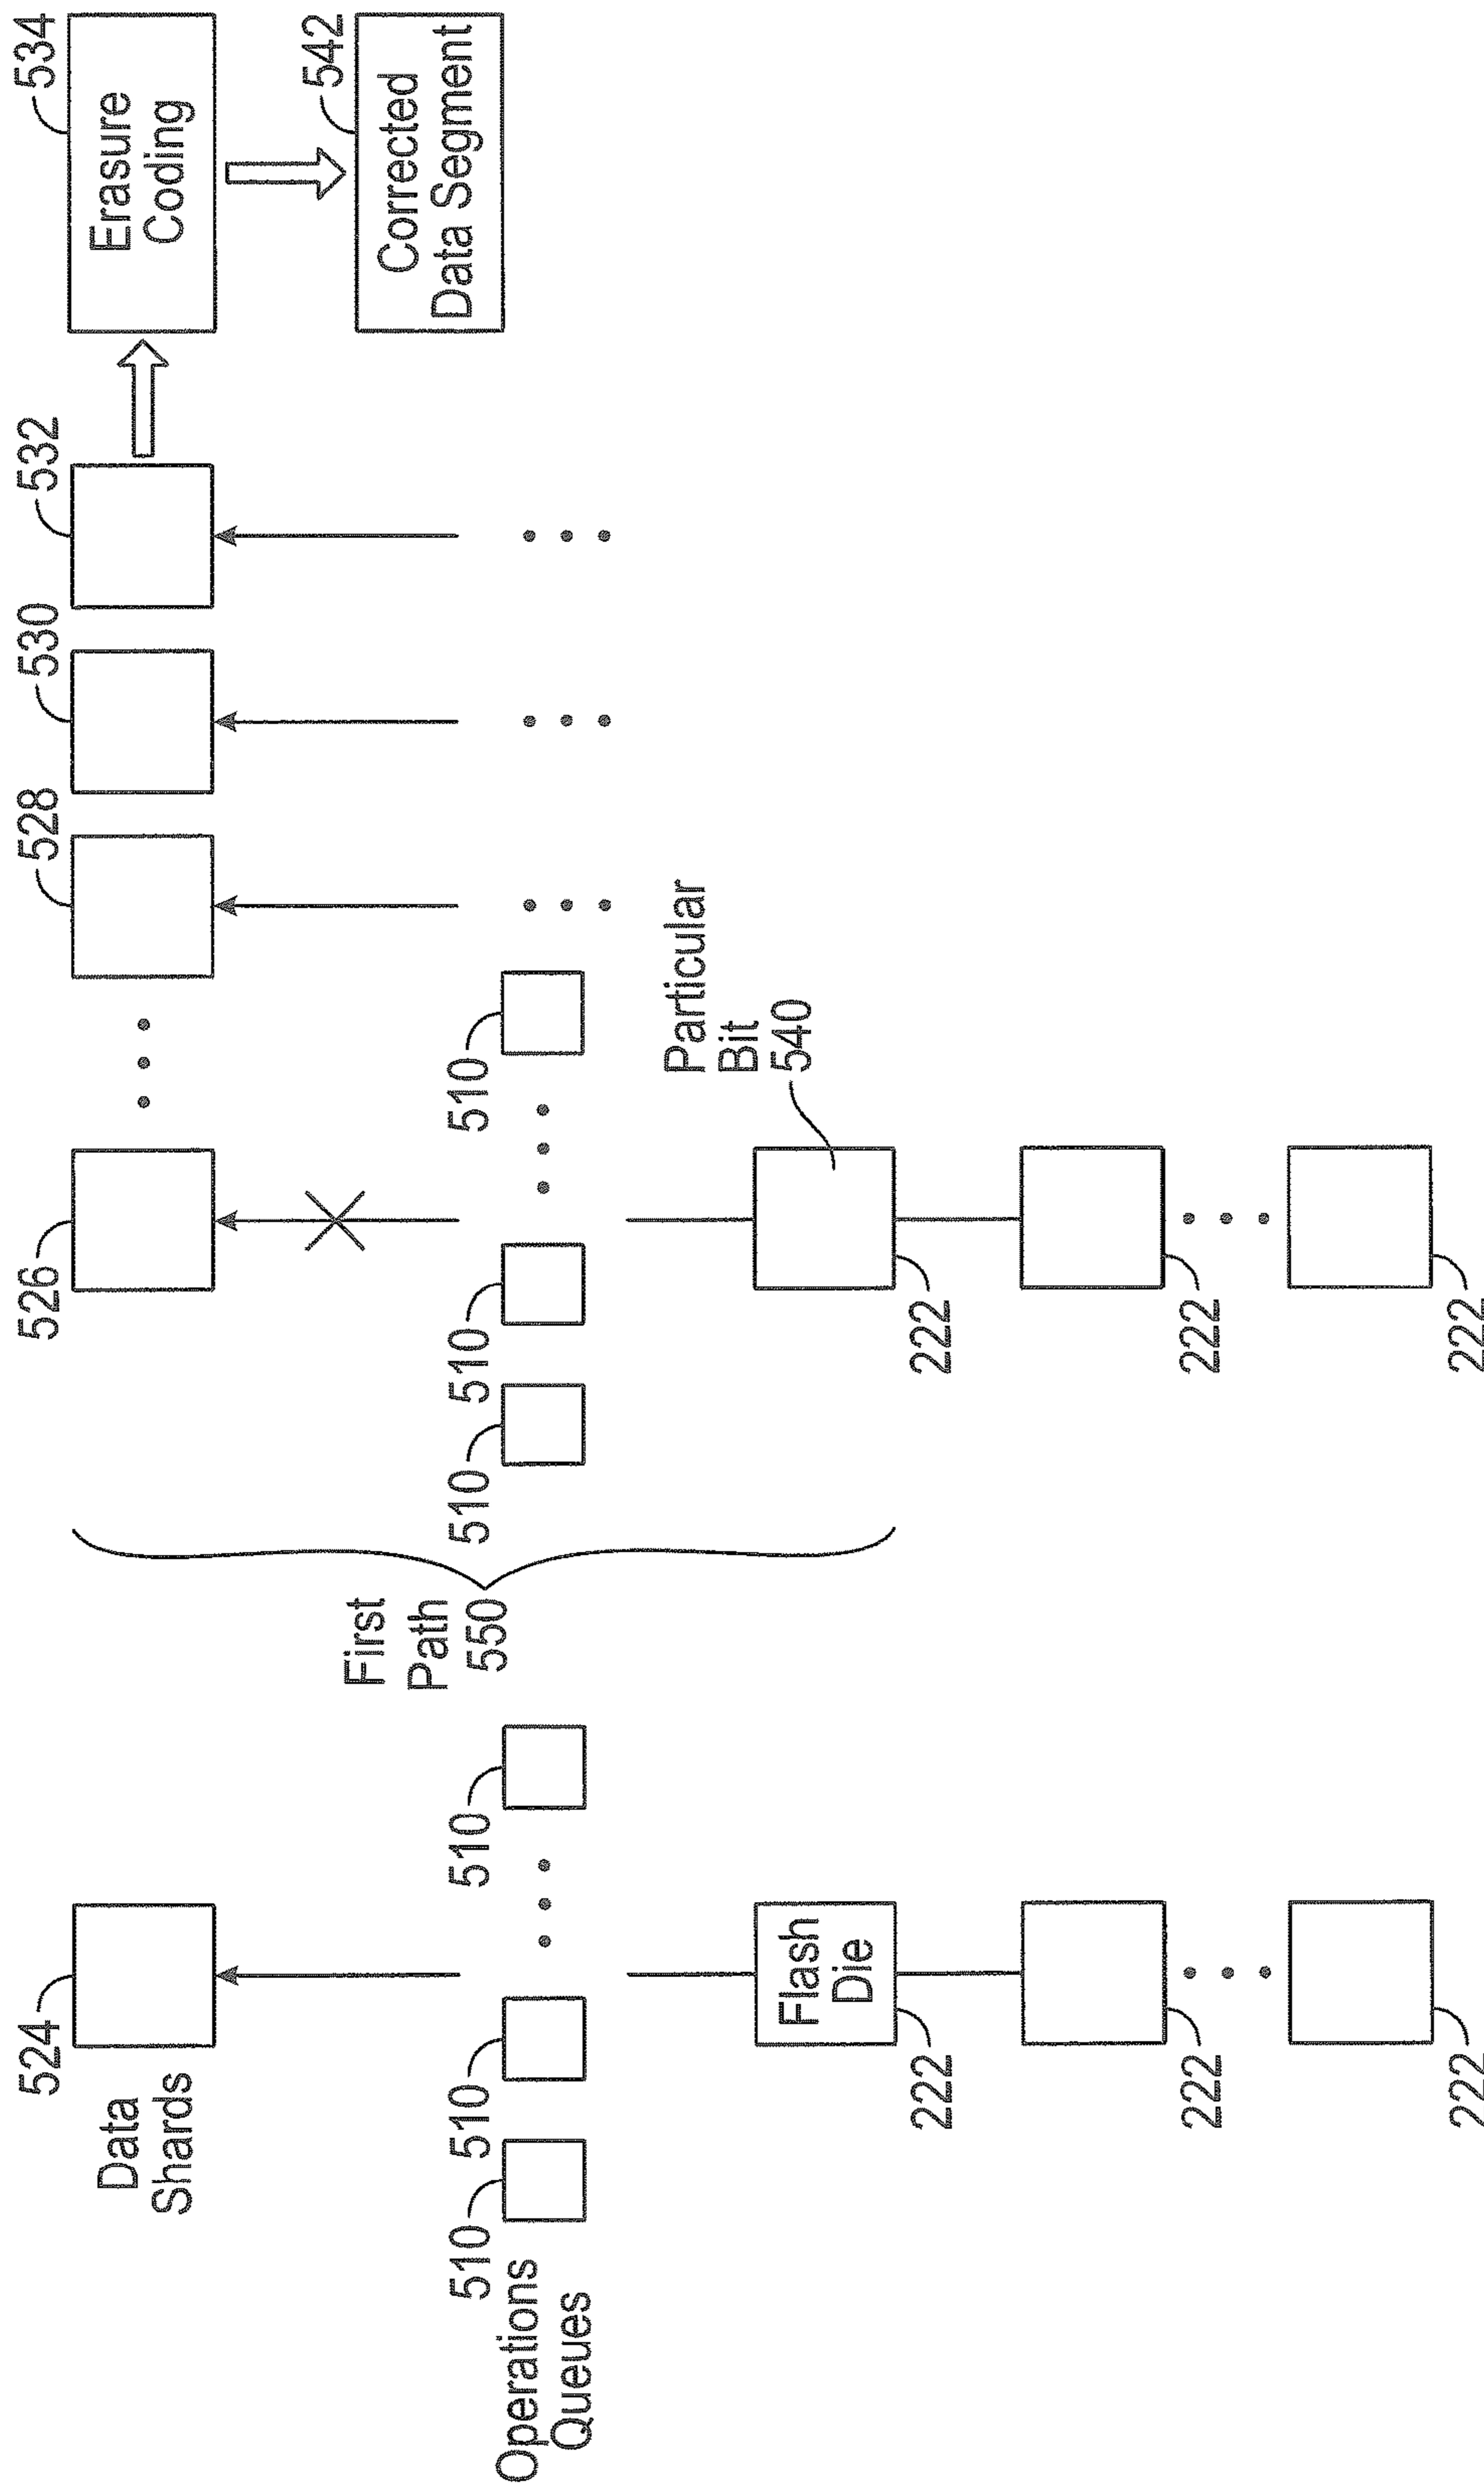 524
526
528
530
532
534
Data
Shards
Erasure
Coding
542
First
Path
550
Corrected
Data Segment
510
510
510
510
510
510
Operations
Queues
Particular
Bit
540
Flash
Die
222
222
222
222
222
222